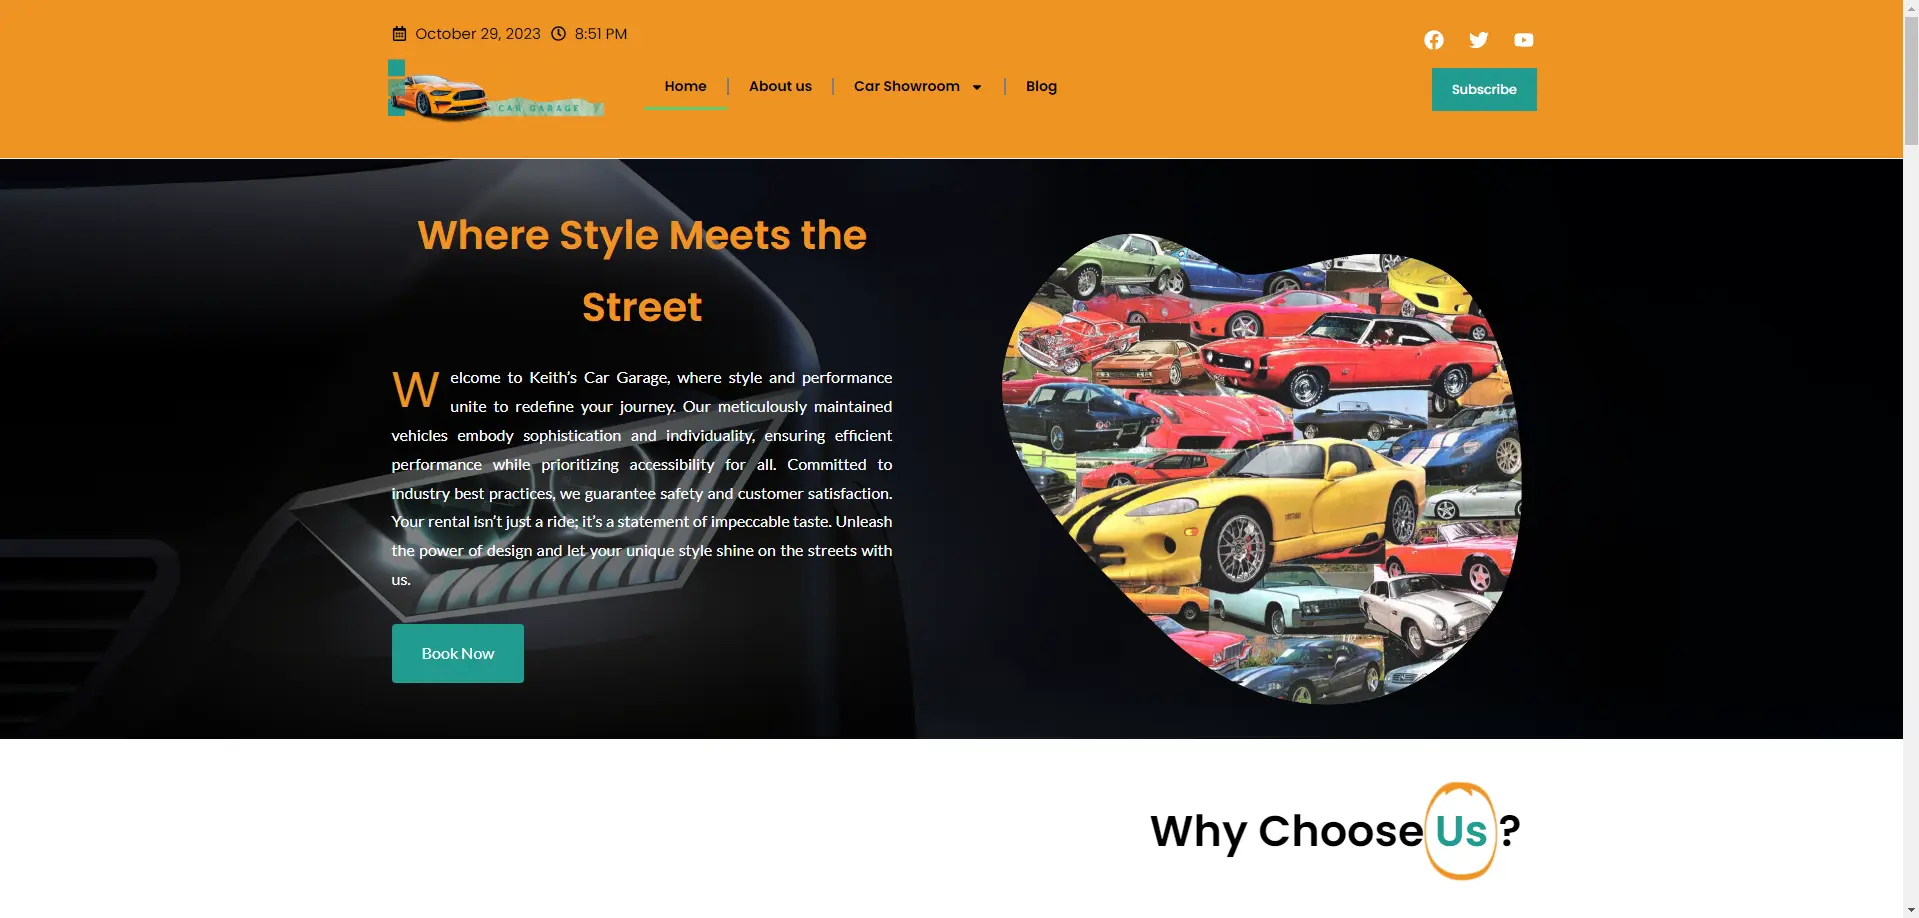 October 29, 2023 8:51 PM
CAR GARAGE
Home
About us
Car Showroom
Blog
Subscribe
Where Style Meets the
Street
Welcome to Keith’s Car Garage, where style and performance
unite to redefine your journey. Our meticulously maintained
vehicles embody sophistication and individuality, ensuring efficient
performance while prioritizing accessibility for all. Committed to
industry best practices, we guarantee safety and customer satisfaction.
Your rental isn’t just a ride; it’s a statement of impeccable taste. Unleash
the power of design and let your unique style shine on the streets with
us.
Book Now
Why Choose Us ?